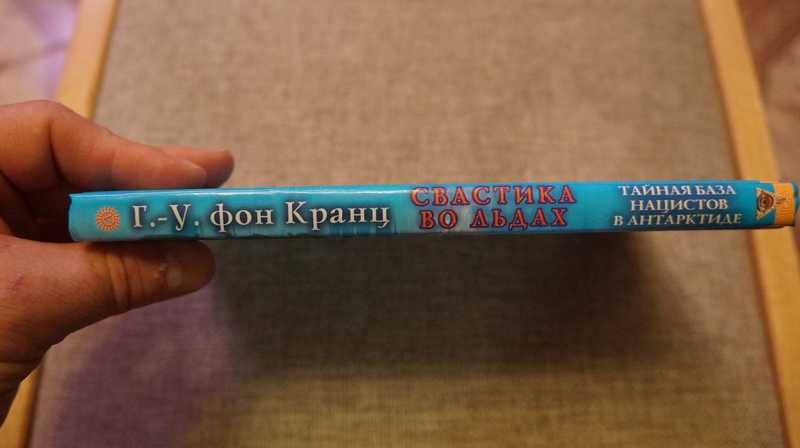 Г.-У. фон Кранц
СВАСТИКА
ВО ЛЬДАХ
ТАЙНАЯ БАЗА
НАЦИСТОВ
В АНТАРКТИДЕ